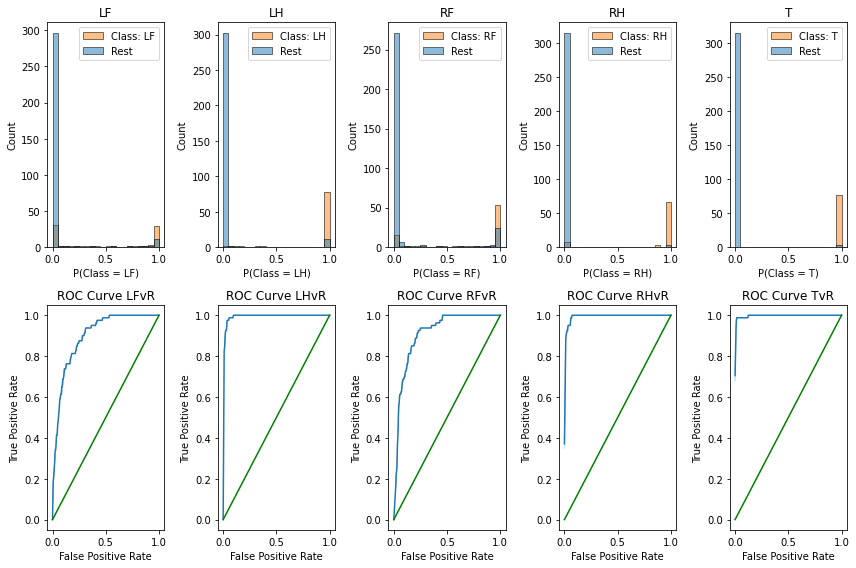 LF
LH
RF
RH
T
Class: LF
Rest
Class: LH
Rest
Class: RF
Rest
Class: RH
Rest
Class: T
Rest
Count
0
50
100
150
200
250
300
0.0
0.5
1.0
P(Class = LF)
Count
0
50
100
150
200
250
300
0.0
0.5
1.0
P(Class = LH)
Count
0
50
100
150
200
250
0.0
0.5
1.0
P(Class = RF)
Count
0
50
100
150
200
250
300
0.0
0.5
1.0
P(Class = RH)
Count
0
50
100
150
200
250
300
0.0
0.5
1.0
P(Class = T)
ROC Curve LFvR
True Positive Rate
0.0
0.2
0.4
0.6
0.8
1.0
0.0
0.5
1.0
False Positive Rate
ROC Curve LHvR
True Positive Rate
0.0
0.2
0.4
0.6
0.8
1.0
0.0
0.5
1.0
False Positive Rate
ROC Curve RFvR
True Positive Rate
0.0
0.2
0.4
0.6
0.8
1.0
0.0
0.5
1.0
False Positive Rate
ROC Curve RHvR
True Positive Rate
0.0
0.2
0.4
0.6
0.8
1.0
0.0
0.5
1.0
False Positive Rate
ROC Curve TvR
True Positive Rate
0.0
0.2
0.4
0.6
0.8
1.0
0.0
0.5
1.0
False Positive Rate